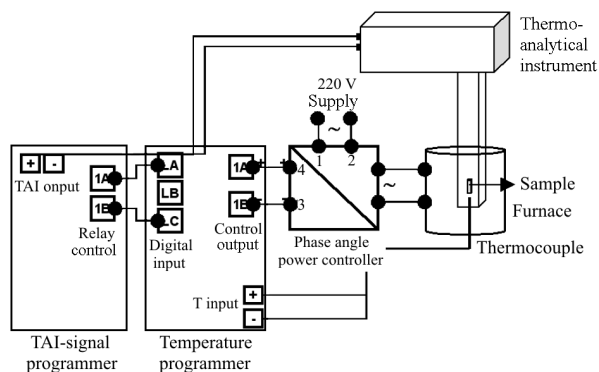 Thermo-
analytical
instrument
220 V
Supply
~
1 2
+ -
TAI onput
1A
1B
Relay
control
LA
LB
LC
Digital
input
1A
1B
Control
output
+ +
- -
4
3
Phase angle
power controller
~
Sample
Furnace
Thermocouple
T input
+
-
TAI-signal
programmer
Temperature
programmer